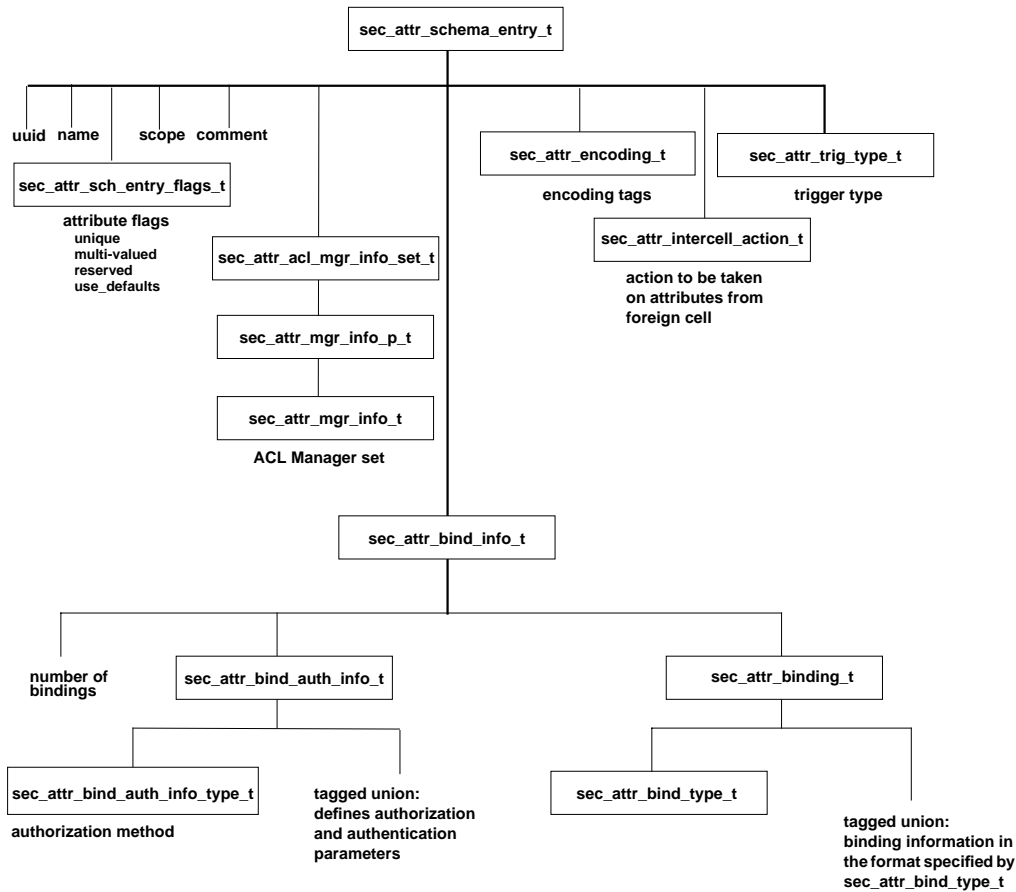 sec_attr_schema_entry_t
uuid
name
scope
comment
sec_attr_encoding_t
sec_attr_trig_type_t
sec_attr_sch_entry_flags_t
encoding tags
trigger type
attribute flags
unique
multi-valued
reserved
use_defaults
sec_attr_intercell_action_t
sec_attr_acl_mgr_info_set_t
action to be taken
on attributes from
foreign cell
sec_attr_mgr_info_p_t
sec_attr_mgr_info_t
ACL Manager set
sec_attr_bind_info_t
number of
bindings
sec_attr_bind_auth_info_t
sec_attr_binding_t
sec_attr_bind_auth_info_type_t
authorization method
tagged union:
defines authorization
and authentication
parameters
sec_attr_bind_type_t
tagged union:
binding information in
the format specified by
sec_attr_bind_type_t